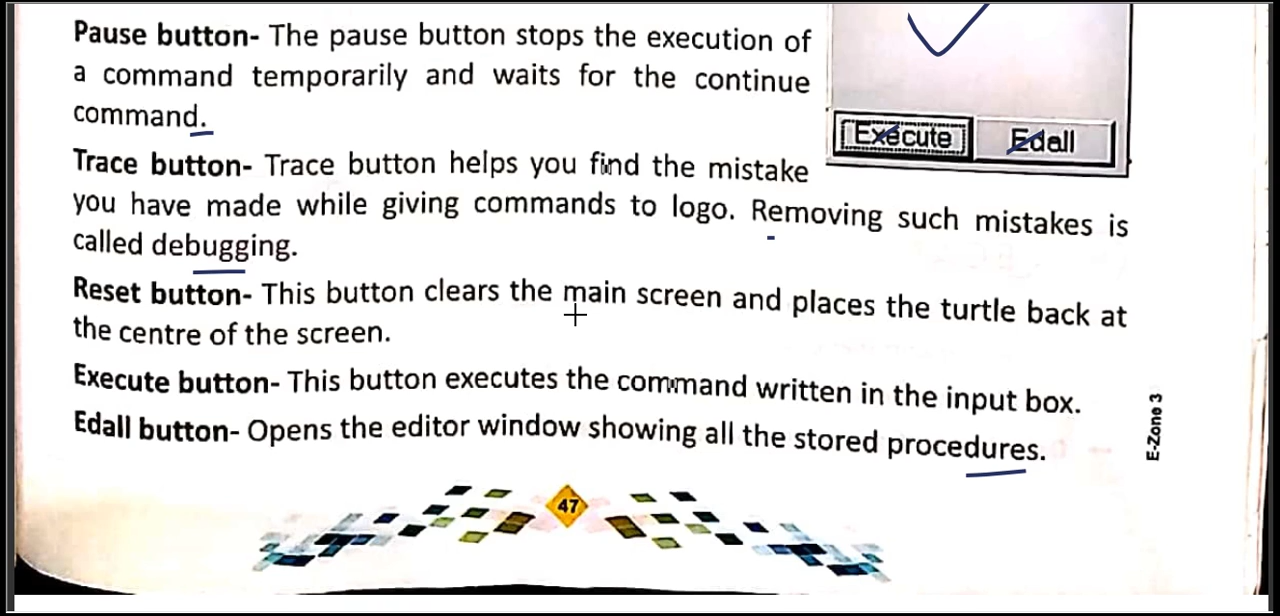 Pause button- The pause button stops the execution of
a command temporarily and waits for the continue
command.
Execute Edall
Trace button- Trace button helps you find the mistake
you have made while giving commands to logo. Removing such mistakes is
called debugging.
Reset button- This button clears the main screen and places the turtle back at
the centre of the screen.
Execute button- This button executes the command written in the input box.
Edall button- Opens the editor window showing all the stored procedures.
E-Zone 3
47